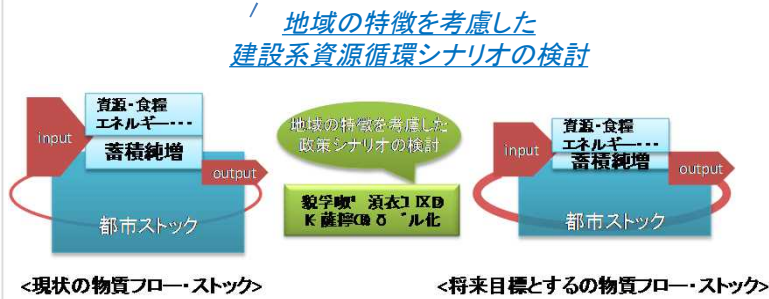 地域の特徴を考慮した
建設系資源循環シナリオの検討
資源・食糧
エネルギー・・・
input
蓄積純増
output
都市ストック
<現状の物質フロー・ストック>
地域の特徴を考慮した
政策シナリオの検討
ル化
資源・食糧
エネルギー・・・
input
蓄積純増
output
都市ストック
<将来目標とするの物質フロー・ストック>